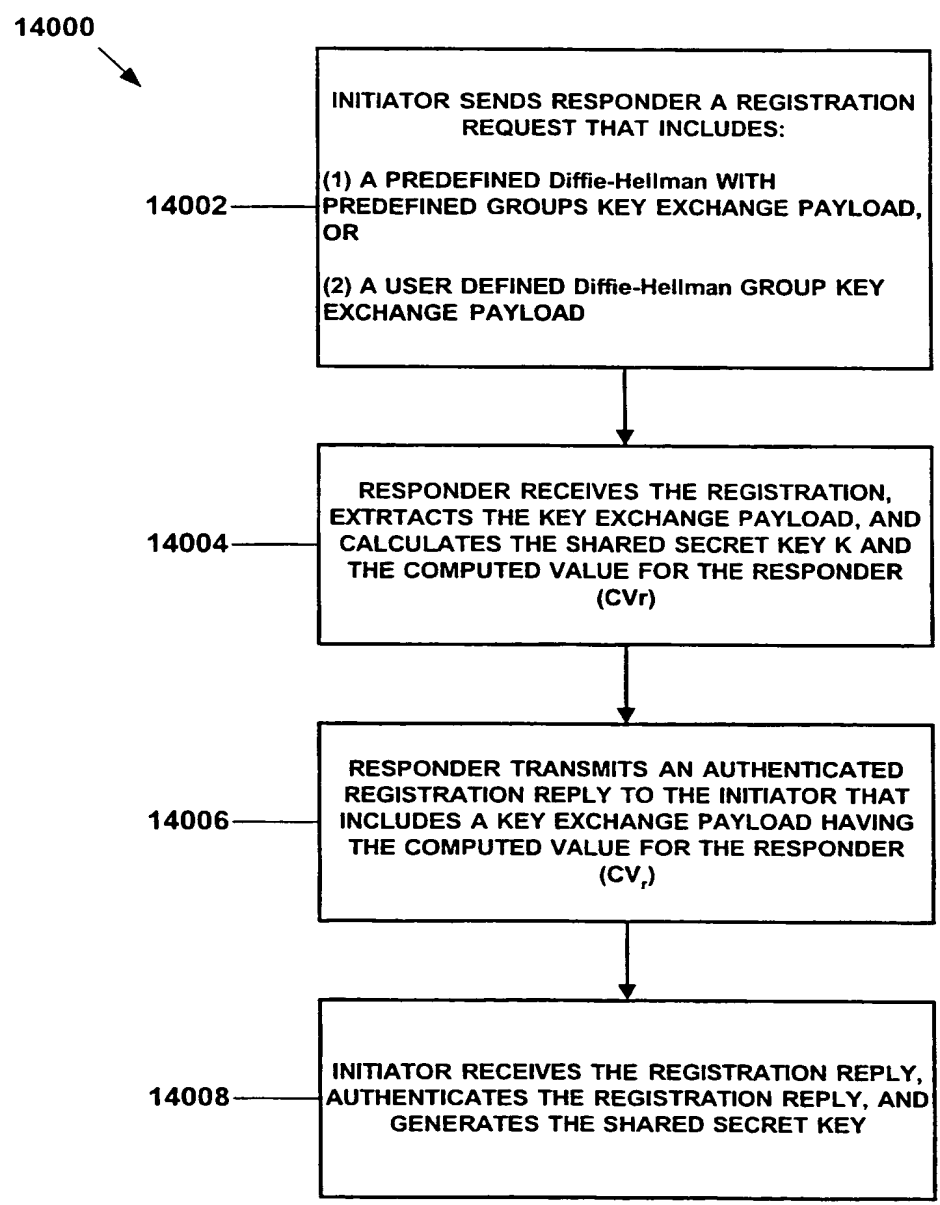 14000
INITIATOR SENDS RESPONDER A REGISTRATION
REQUEST THAT INCLUDES:
(1) A PREDEFINED Diffie-Hellman WITH
PREDEFINED GROUPS KEY EXCHANGE PAYLOAD,
OR
(2) A USER DEFINED Diffie-Hellman GROUP KEY
EXCHANGE PAYLOAD
14002
RESPONDER RECEIVES THE REGISTRATION,
EXTRTACTS THE KEY EXCHANGE PAYLOAD, AND
CALCULATES THE SHARED SECRET KEY K AND
THE COMPUTED VALUE FOR THE RESPONDER
(CVr)
14004
RESPONDER TRANSMITS AN AUTHENTICATED
REGISTRATION REPLY TO THE INITIATOR THAT
INCLUDES A KEY EXCHANGE PAYLOAD HAVING
THE COMPUTED VALUE FOR THE RESPONDER
(CVr)
14006
INITIATOR RECEIVES THE REGISTRATION REPLY,
AUTHENTICATES THE REGISTRATION REPLY, AND
GENERATES THE SHARED SECRET KEY
14008